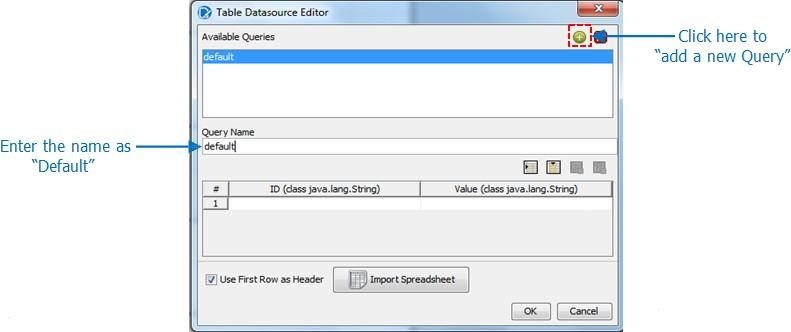 Table Datasource Editor
Available Queries
Click here to
“add a new Query”
default
Query Name
Enter the name as
“Default”
default
# ID (class java.lang.String) Value (class java.lang.String)
1
Use First Row as Header Import Spreadsheet
OK Cancel